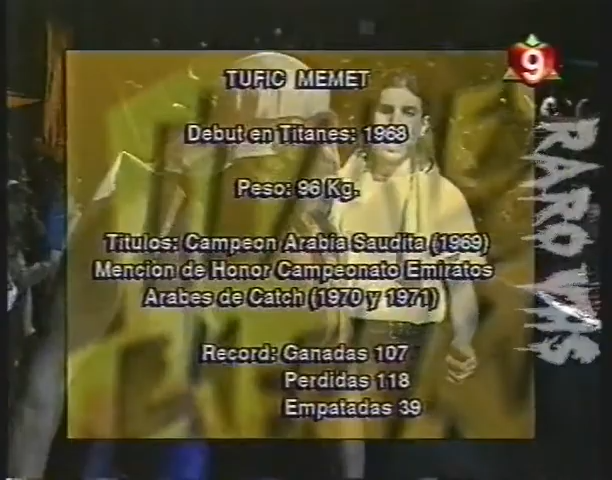 TUFIC MEMET
9
Debut en Titanes: 1968
Peso: 96 Kg.
Titulos: Campeon Arabia Saudita (1969)
Mencion de Honor Campeonato Emiratos
Arabes de Catch (1970 y 1971)
Record: Ganadas 107
Perdidas 118
Empatadas 39
RARO VHS